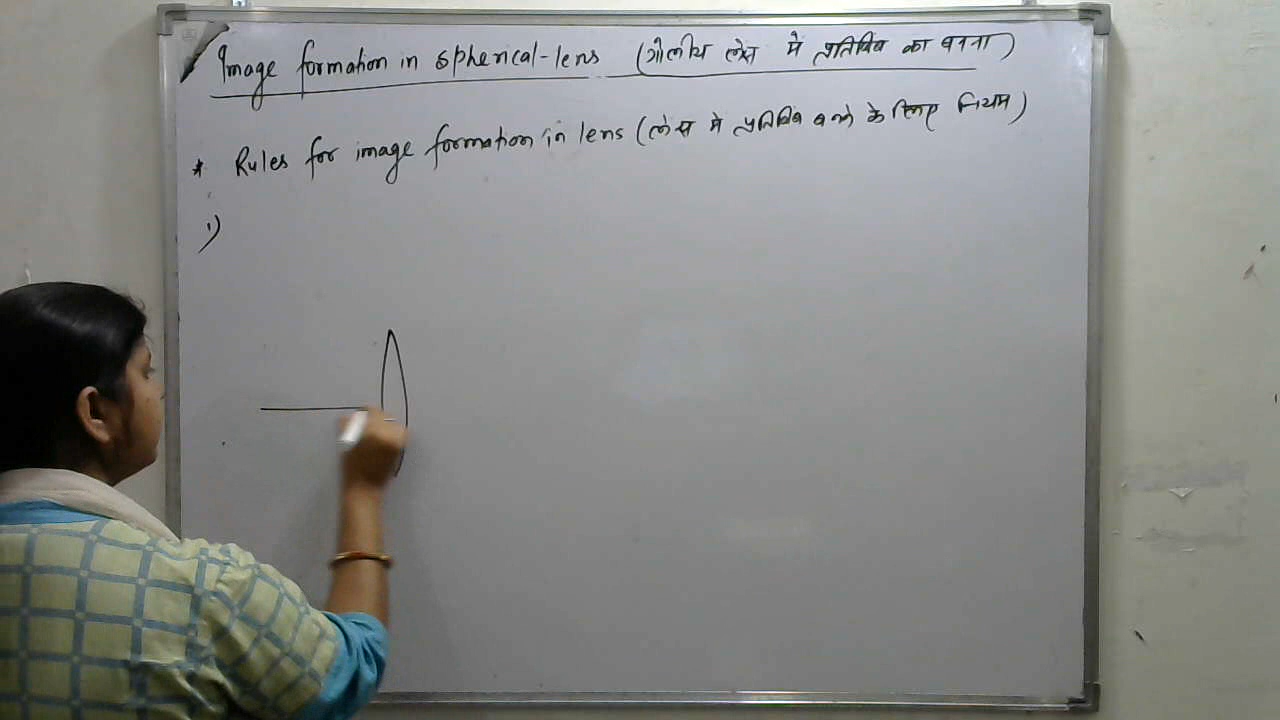 Image formation in spherical-lens (गोलीय लेंस में प्रतिबिंब का बनना)
* Rules for image formation in lens (लेंस में प्रतिबिंब बनने के लिए नियम)
1)